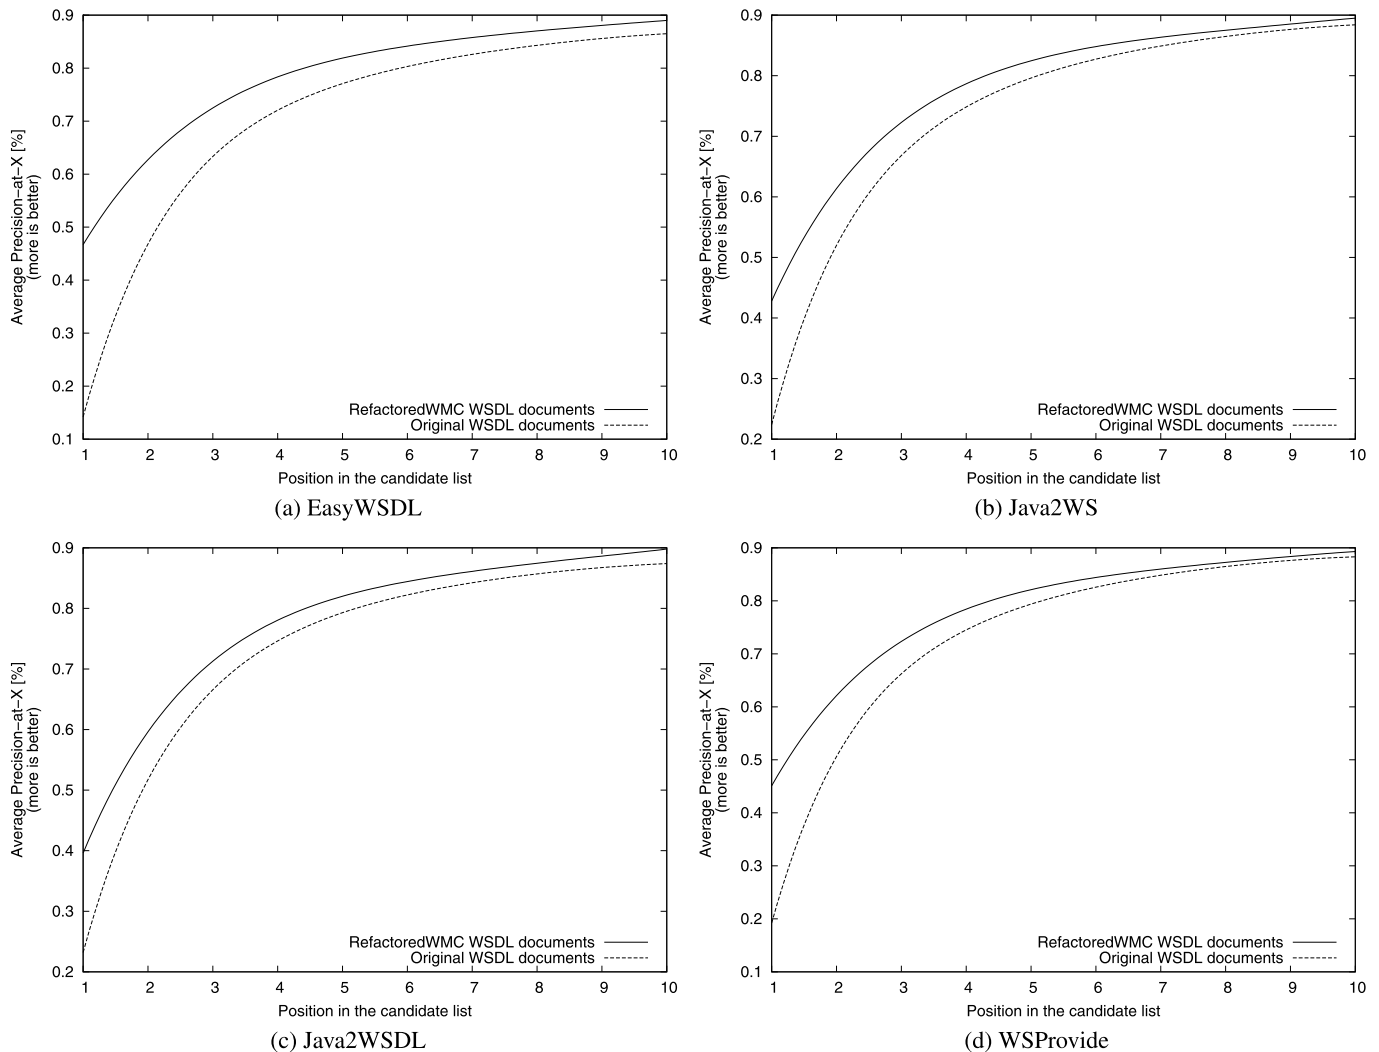 0.9
0.8
0.7
0.6
0.5
0.4
0.3
0.2
0.1
Average Precision−at−X [%]
(more is better)
RefactoredWMC WSDL documents
Original WSDL documents
1 2 3 4 5 6 7 8 9 10
Position in the candidate list
(a) EasyWSDL
0.9
0.8
0.7
0.6
0.5
0.4
0.3
0.2
Average Precision−at−X [%]
(more is better)
RefactoredWMC WSDL documents
Original WSDL documents
1 2 3 4 5 6 7 8 9 10
Position in the candidate list
(b) Java2WS
0.9
0.8
0.7
0.6
0.5
0.4
0.3
0.2
Average Precision−at−X [%]
(more is better)
RefactoredWMC WSDL documents
Original WSDL documents
1 2 3 4 5 6 7 8 9 10
Position in the candidate list
(c) Java2WSDL
0.9
0.8
0.7
0.6
0.5
0.4
0.3
0.2
0.1
Average Precision−at−X [%]
(more is better)
RefactoredWMC WSDL documents
Original WSDL documents
1 2 3 4 5 6 7 8 9 10
Position in the candidate list
(d) WSProvide